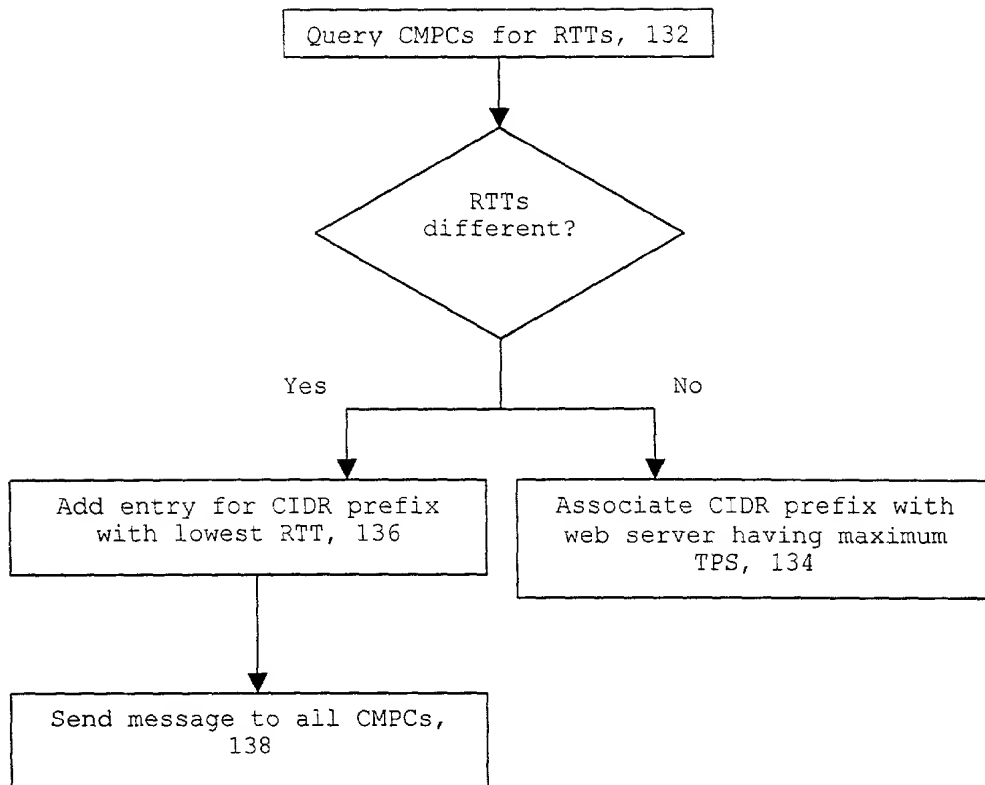 Query CMPCs for RTTs, 132
RTTs
different?
Yes
No
Add entry for CIDR prefix
with lowest RTT, 136
Associate CIDR prefix with
web server having maximum
TPS, 134
Send message to all CMPCs,
138